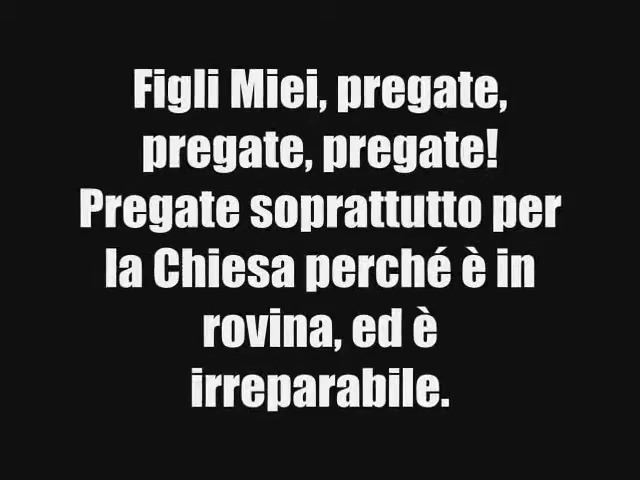 Figli Miei, pregate,
pregate, pregate!
Pregate soprattutto per
la Chiesa perché è in
rovina, ed è
irreparabile.